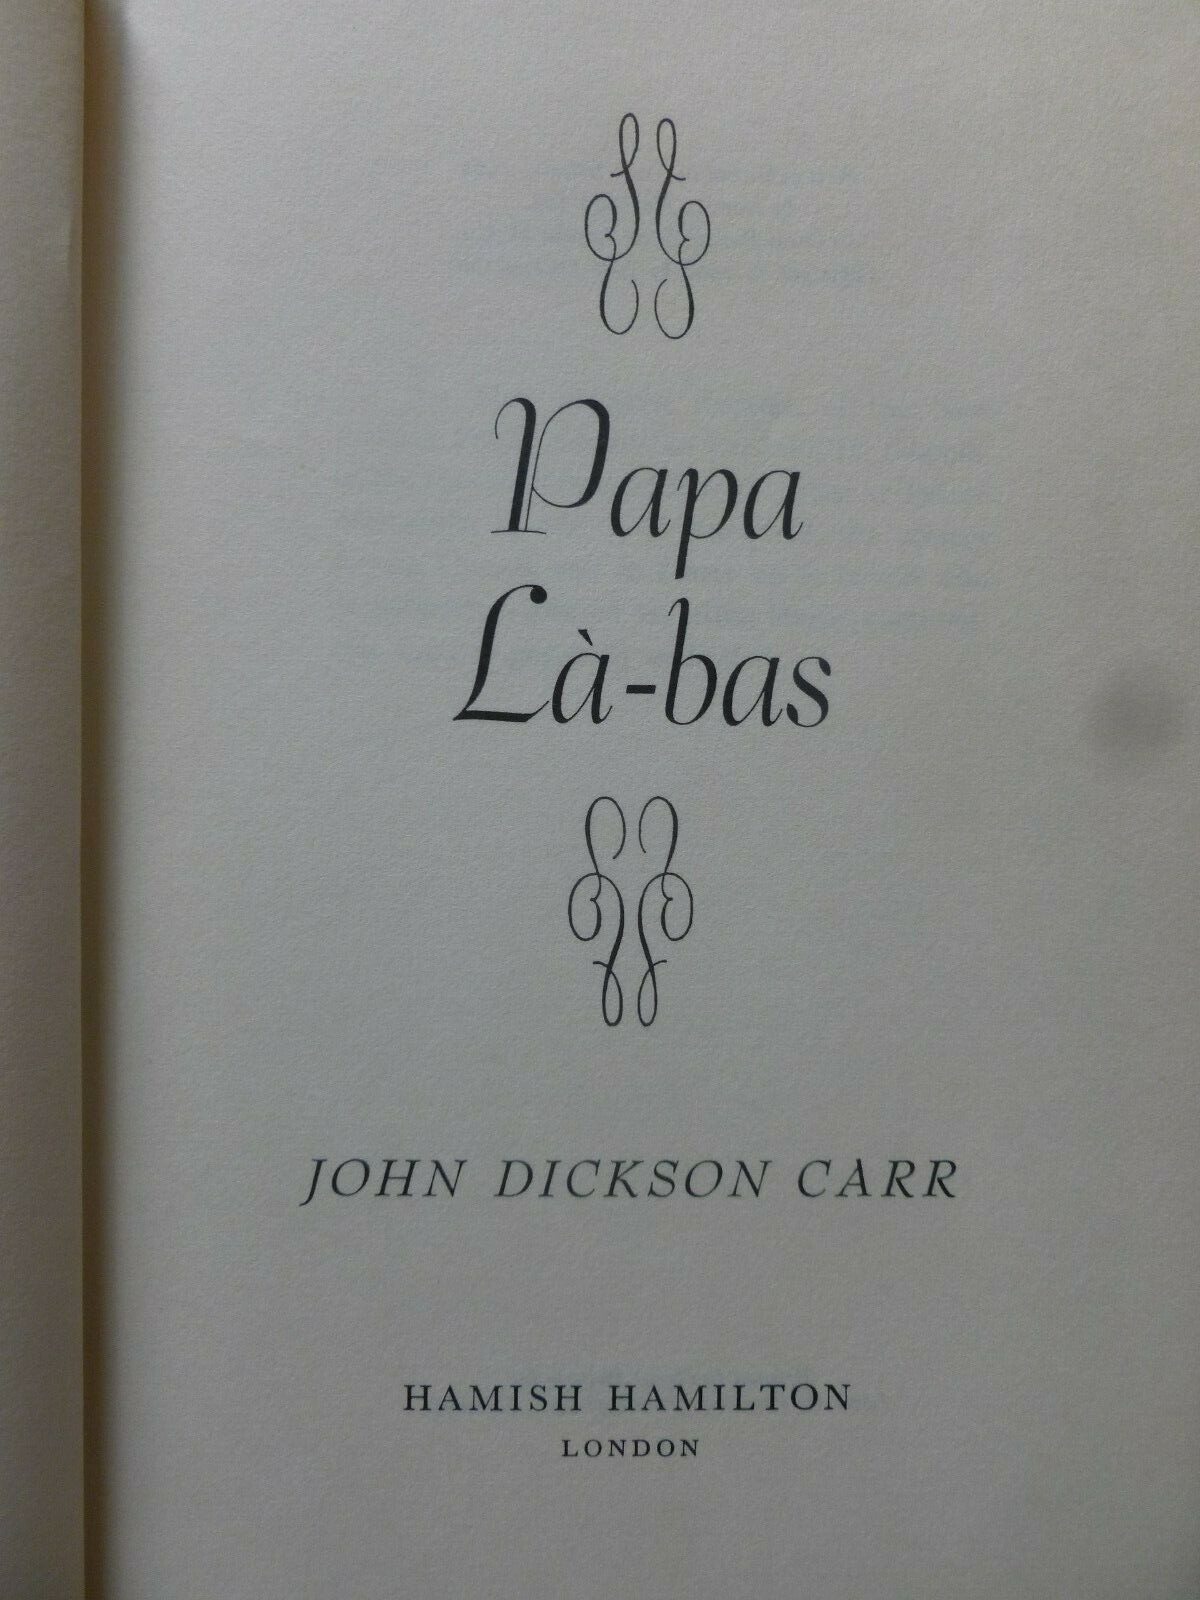 Papa
Là-bas
JOHN DICKSON CARR
HAMISH HAMILTON
LONDON